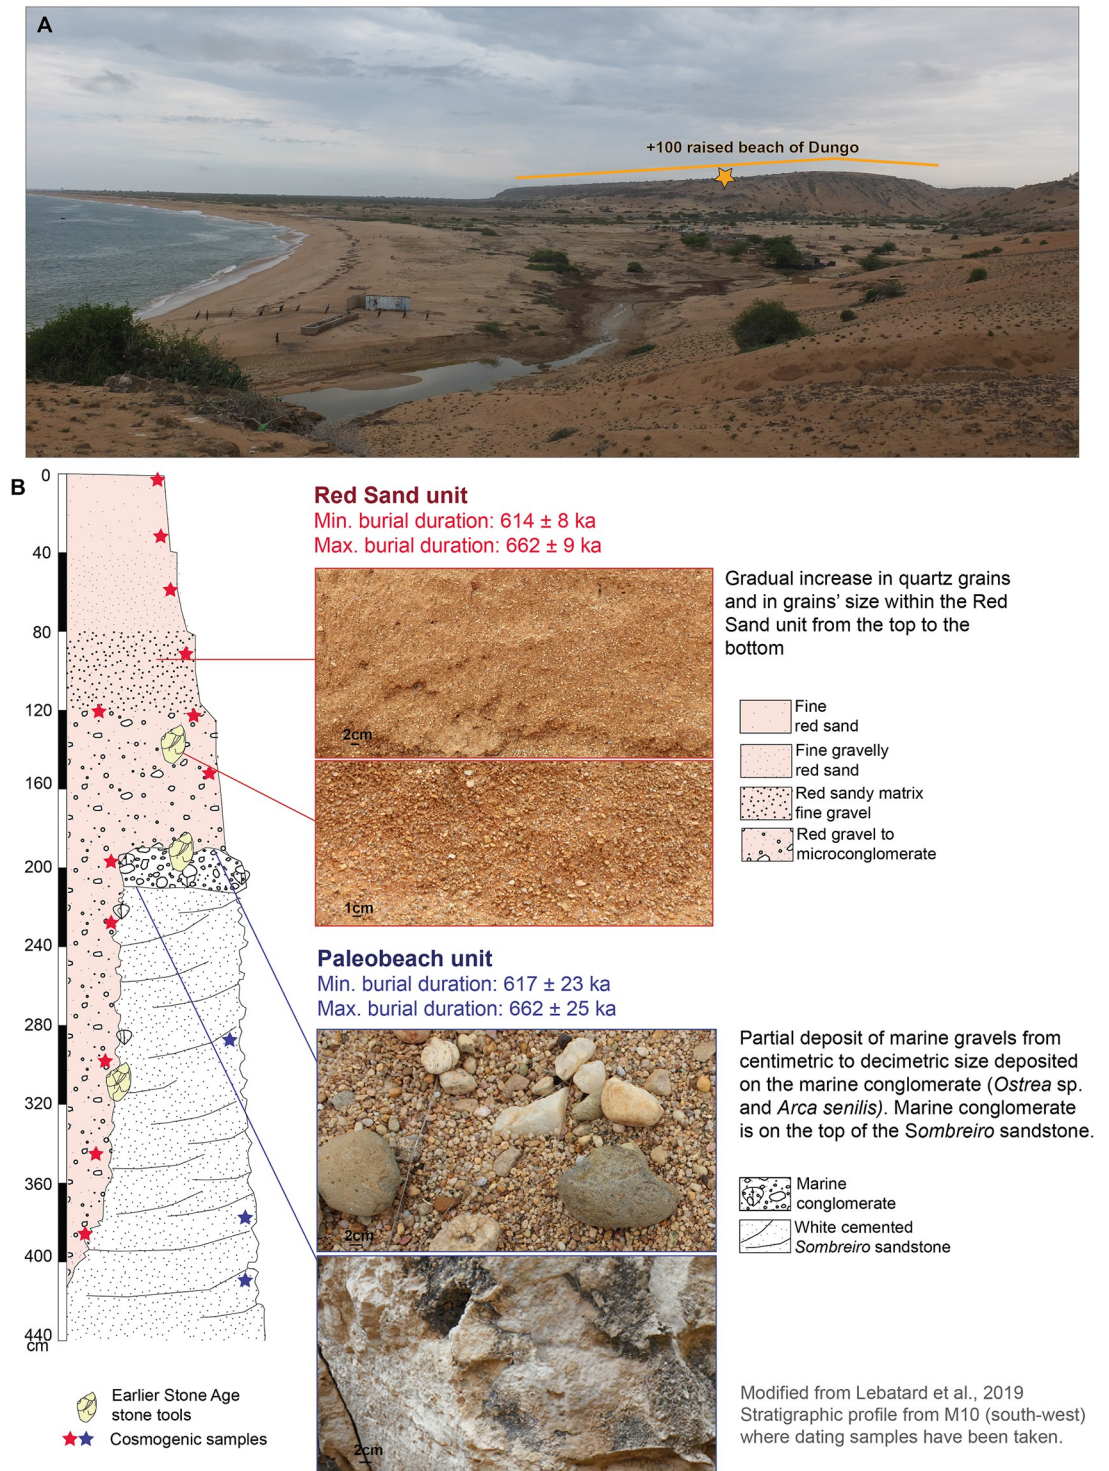 A
+100 raised beach of Dungo
B
0
40
80
120
160
200
240
280
320
360
400
440
cm
Red Sand unit
Min. burial duration: 614 ± 8 ka
Max. burial duration: 662 ± 9 ka
2cm
1cm
Gradual increase in quartz grains
and in grains’ size within the Red
Sand unit from the top to the
bottom
Fine
red sand
Fine gravelly
red sand
Red sandy matrix
fine gravel
Red gravel to
microconglomerate
Paleobeach unit
Min. burial duration: 617 ± 23 ka
Max. burial duration: 662 ± 25 ka
2cm
2cm
Partial deposit of marine gravels from
centimetric to decimetric size deposited
on the marine conglomerate (Ostrea sp.
and Arca senilis). Marine conglomerate
is on the top of the Sombreiro sandstone.
Marine
conglomerate
White cemented
Sombreiro sandstone
Earlier Stone Age
stone tools
Cosmogenic samples
Modified from Lebatard et al., 2019
Stratigraphic profile from M10 (south-west)
where dating samples have been taken.